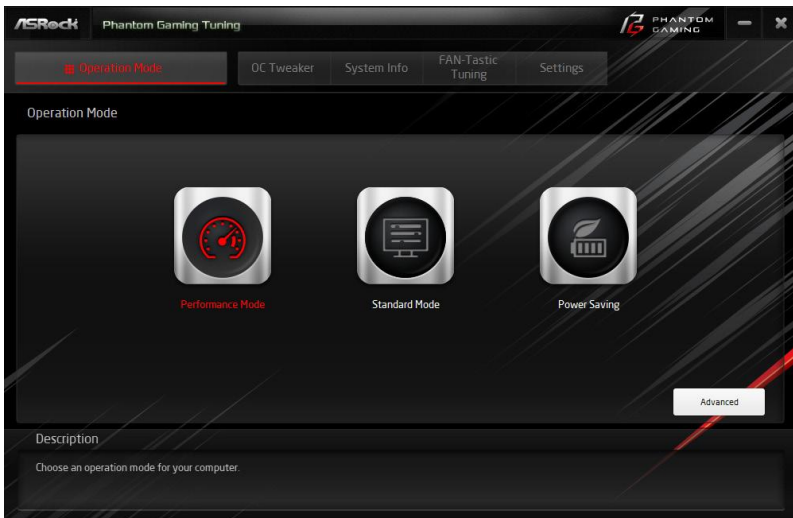 ASRock Phantom Gaming Tuning PHANTOM
GAMING
Operation Mode OC Tweaker System Info FAN-Tastic
Tuning Settings
Operation Mode
Performance Mode Standard Mode Power Saving
Advanced
Description
Choose an operation mode for your computer.